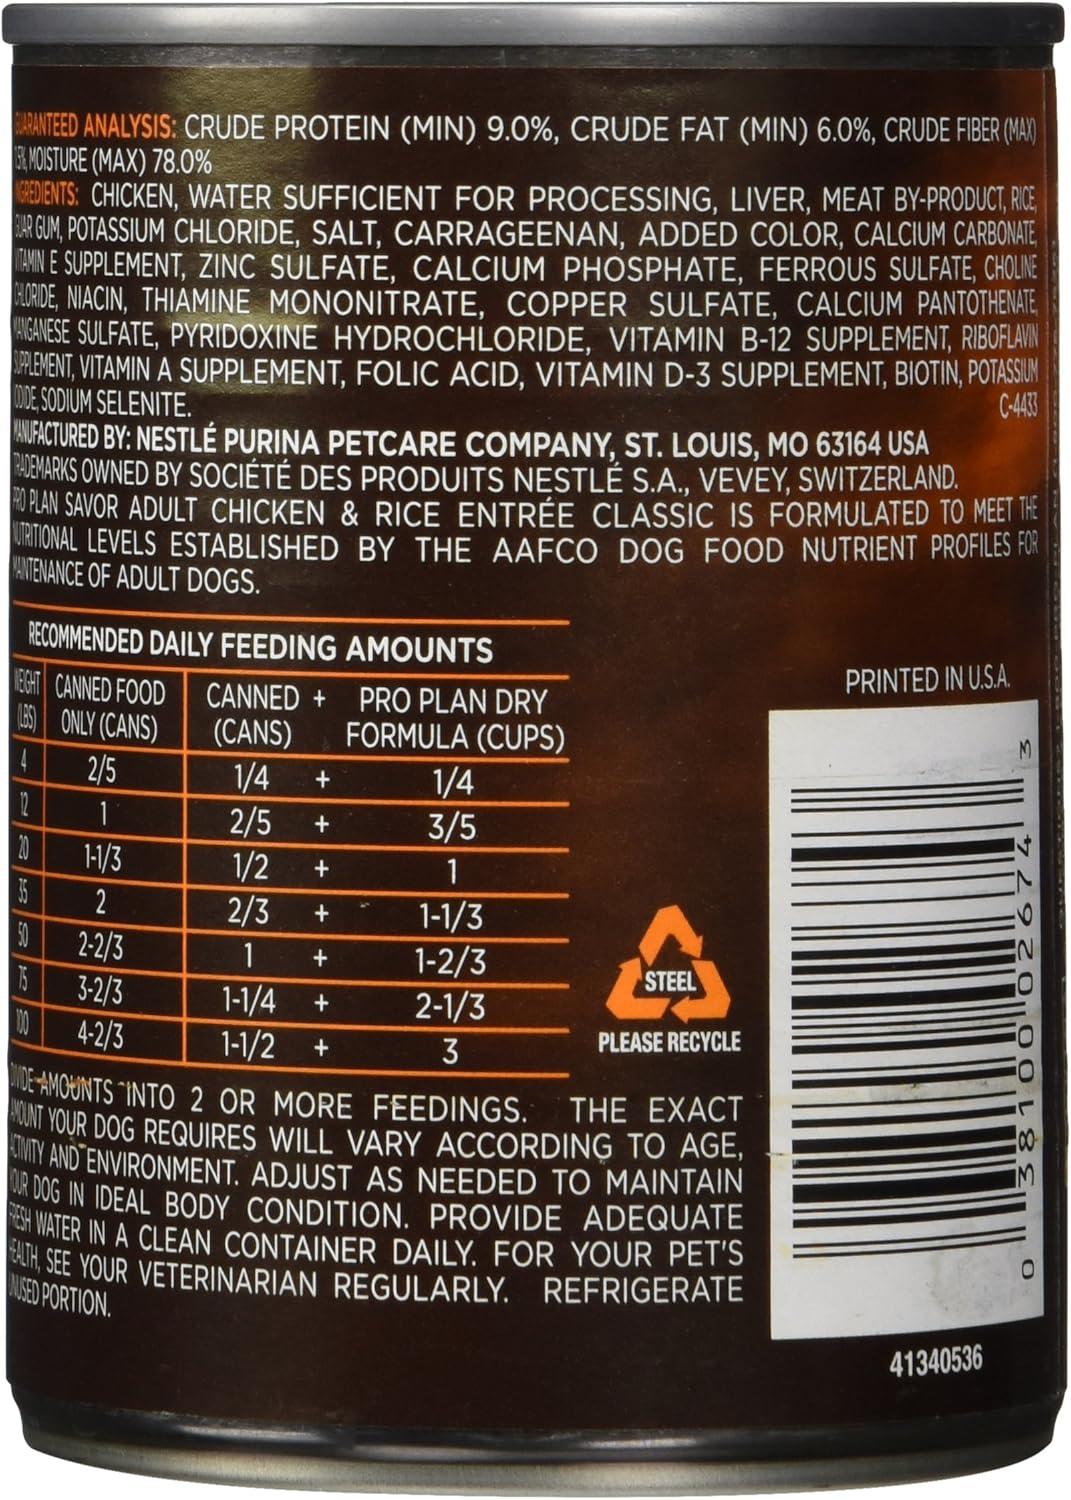 GUARANTEED ANALYSIS: CRUDE PROTEIN (MIN) 9.0%, CRUDE FAT (MIN) 6.0%, CRUDE FIBER (MAX)
1.5%, MOISTURE (MAX) 78.0%
INGREDIENTS: CHICKEN, WATER SUFFICIENT FOR PROCESSING, LIVER, MEAT BY-PRODUCT, RICE,
GUAR GUM, POTASSIUM CHLORIDE, SALT, CARRAGEENAN, ADDED COLOR, CALCIUM CARBONATE,
VITAMIN E SUPPLEMENT, ZINC SULFATE, CALCIUM PHOSPHATE, FERROUS SULFATE, CHOLINE
CHLORIDE, NIACIN, THIAMINE MONONITRATE, COPPER SULFATE, CALCIUM PANTOTHENATE,
MANGANESE SULFATE, PYRIDOXINE HYDROCHLORIDE, VITAMIN B-12 SUPPLEMENT, RIBOFLAVIN
SUPPLEMENT, VITAMIN A SUPPLEMENT, FOLIC ACID, VITAMIN D-3 SUPPLEMENT, BIOTIN, POTASSIUM
IODIDE, SODIUM SELENITE. C-4433
MANUFACTURED BY: NESTLÉ PURINA PETCARE COMPANY, ST. LOUIS, MO 63164 USA
TRADEMARKS OWNED BY SOCIÉTÉ DES PRODUITS NESTLÉ S.A., VEVEY, SWITZERLAND.
PRO PLAN SAVOR ADULT CHICKEN & RICE ENTRÉE CLASSIC IS FORMULATED TO MEET THE
NUTRITIONAL LEVELS ESTABLISHED BY THE AAFCO DOG FOOD NUTRIENT PROFILES FOR
MAINTENANCE OF ADULT DOGS.
RECOMMENDED DAILY FEEDING AMOUNTS
WEIGHT (LBS) CANNED FOOD ONLY (CANS) CANNED (CANS) + PRO PLAN DRY FORMULA (CUPS)
4 2/5 1/4 + 1/4
12 1 2/5 + 3/5
20 1-1/3 1/2 + 1
35 2 2/3 + 1-1/3
50 2-2/3 1 + 1-2/3
75 3-2/3 1-1/4 + 2-1/3
100 4-2/3 1-1/2 + 3
DIVIDE AMOUNTS INTO 2 OR MORE FEEDINGS. THE EXACT
AMOUNT YOUR DOG REQUIRES WILL VARY ACCORDING TO AGE,
ACTIVITY AND ENVIRONMENT. ADJUST AS NEEDED TO MAINTAIN
YOUR DOG IN IDEAL BODY CONDITION. PROVIDE ADEQUATE
FRESH WATER IN A CLEAN CONTAINER DAILY. FOR YOUR PET'S
HEALTH, SEE YOUR VETERINARIAN REGULARLY. REFRIGERATE
UNUSED PORTION.
STEEL
PLEASE RECYCLE
PRINTED IN U.S.A.
0 38100 02674 3
41340536